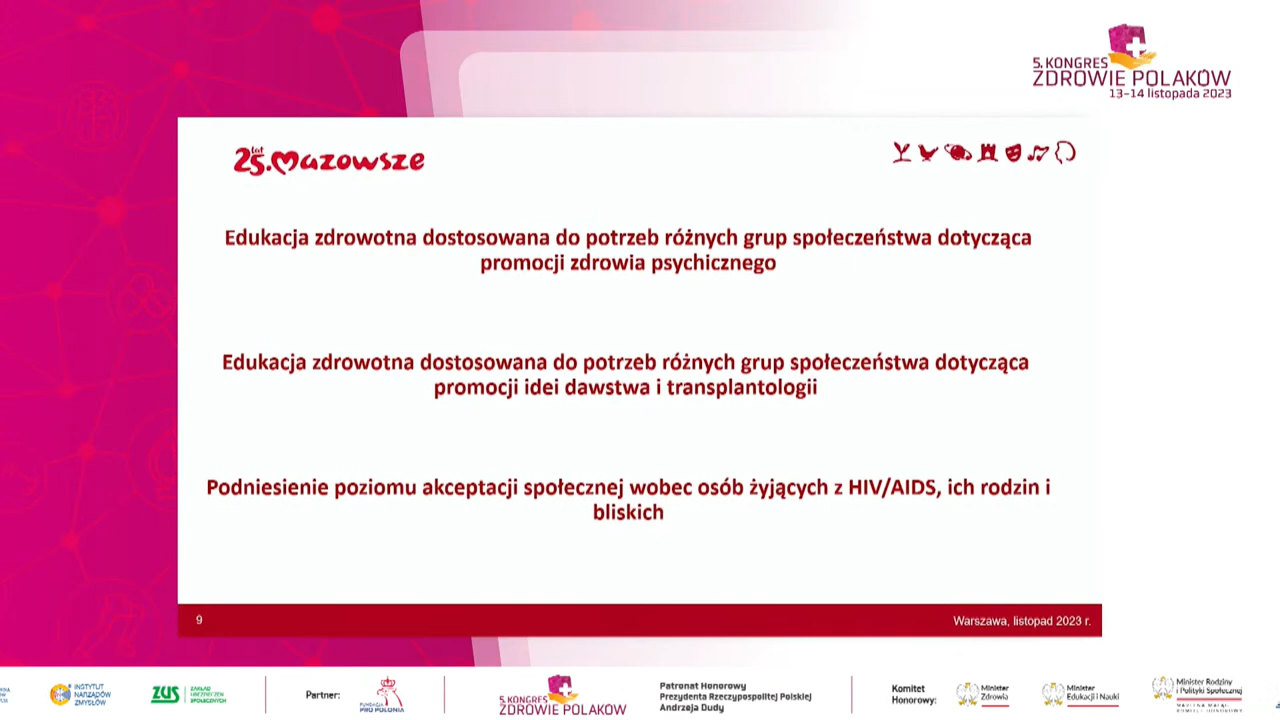 5. KONGRES
ZDROWIE POLAKÓW
13-14 listopada 2023
25 lat. Mazowsze
Edukacja zdrowotna dostosowana do potrzeb różnych grup społeczeństwa dotycząca
promocji zdrowia psychicznego
Edukacja zdrowotna dostosowana do potrzeb różnych grup społeczeństwa dotycząca
promocji idei dawstwa i transplantologii
Podniesienie poziomu akceptacji społecznej wobec osób żyjących z HIV/AIDS, ich rodzin i
bliskich
9
Warszawa, listopad 2023 r.
INSTYTUT
NARZĄDÓW
ZMYSŁÓW
ZUS
ZAKŁAD
UBEZPIECZEŃ
SPOŁECZNYCH
Partner:
FUNDACJA
PRO POLONIA
5. KONGRES
ZDROWIE POLAKÓW
Patronat Honorowy
Prezydenta Rzeczypospolitej Polskiej
Andrzeja Dudy
Komitet
Honorowy:
Minister
Zdrowia
Minister
Edukacji i Nauki
Minister Rodziny
i Polityki Społecznej